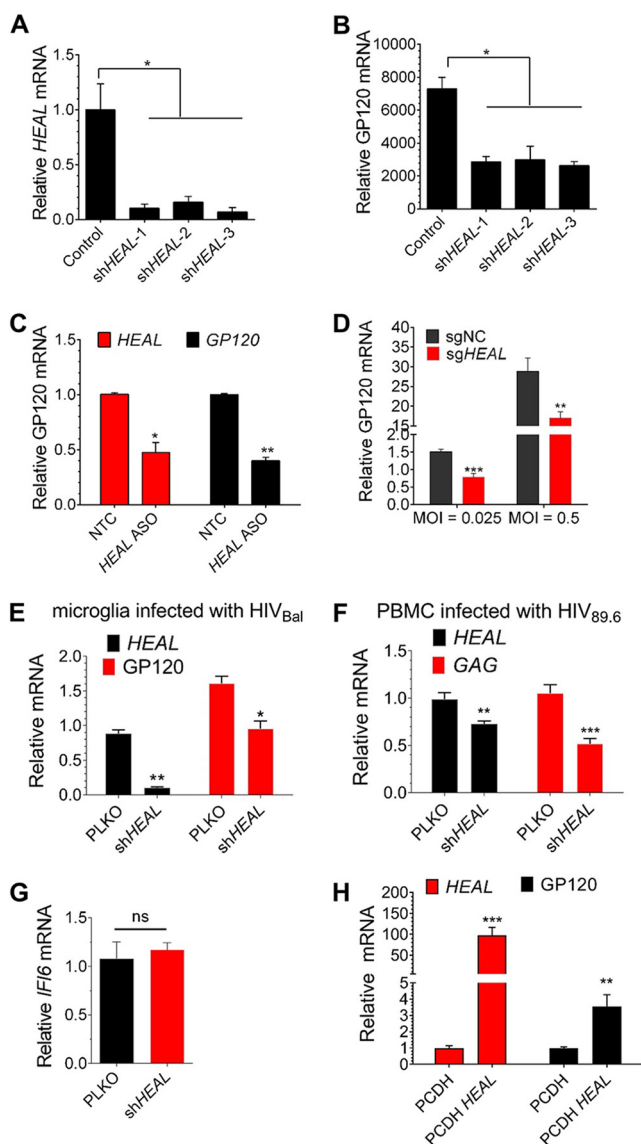 A
Relative HEAL mRNA
1.5
1.0
0.5
0.0
*
Control
shHEAL-1
shHEAL-2
shHEAL-3
B
Relative GP120 mRNA
10000
8000
6000
4000
2000
0
*
Control
shHEAL-1
shHEAL-2
shHEAL-3
C
Relative GP120 mRNA
HEAL
GP120
1.5
1.0
0.5
0.0
*
**
NTC
HEAL ASO
NTC
HEAL ASO
D
Relative GP120 mRNA
sgNC
sgHEAL
40
35
30
25
20
15
2.0
1.5
1.0
0.5
0.0
***
**
MOI = 0.025
MOI = 0.5
E
microglia infected with HIVBal
HEAL
GP120
Relative mRNA
2.0
1.5
1.0
0.5
0.0
**
*
PLKO
shHEAL
PLKO
shHEAL
F
PBMC infected with HIV89.6
HEAL
GAG
Relative mRNA
1.5
1.0
0.5
0.0
**
***
PLKO
shHEAL
PLKO
shHEAL
G
Relative IFI6 mRNA
1.5
1.0
0.5
0.0
ns
PLKO
shHEAL
H
HEAL
GP120
Relative mRNA
200
150
100
50
5
4
3
2
1
0
***
**
PCDH
PCDH HEAL
PCDH
PCDH HEAL